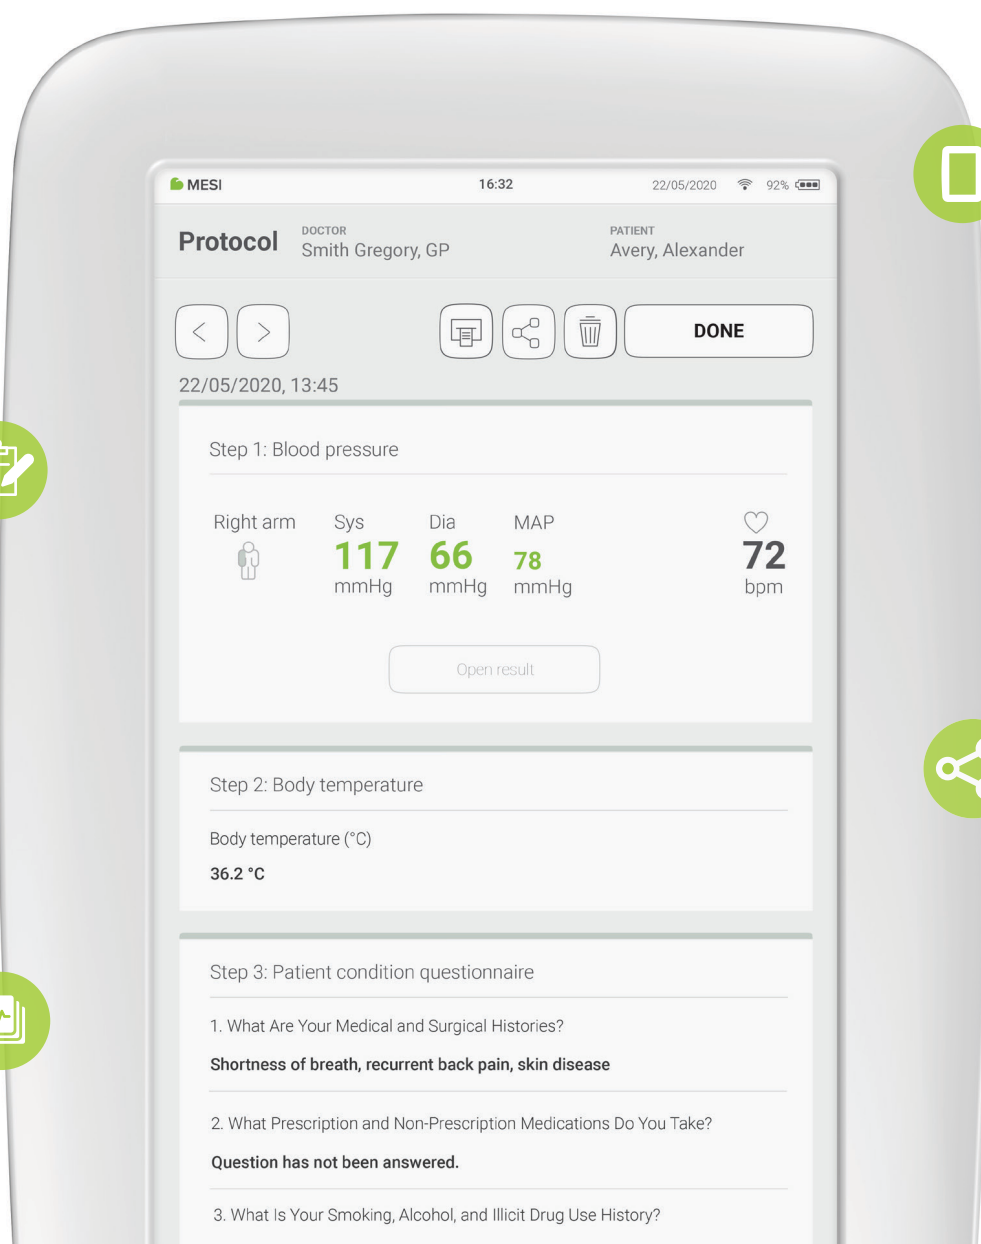 MESI 16:32 22/05/2020 92%
Protocol DOCTOR PATIENT
Smith Gregory, GP Avery, Alexander
DONE
22/05/2020, 13:45
Step 1: Blood pressure
Right arm Sys Dia MAP
117 66 78 72
mmHg mmHg mmHg bpm
Open result
Step 2: Body temperature
Body temperature (°C)
36.2 °C
Step 3: Patient condition questionnaire
1. What Are Your Medical and Surgical Histories?
Shortness of breath, recurrent back pain, skin disease
2. What Prescription and Non-Prescription Medications Do You Take?
Question has not been answered.
3. What Is Your Smoking, Alcohol, and Illicit Drug Use History?